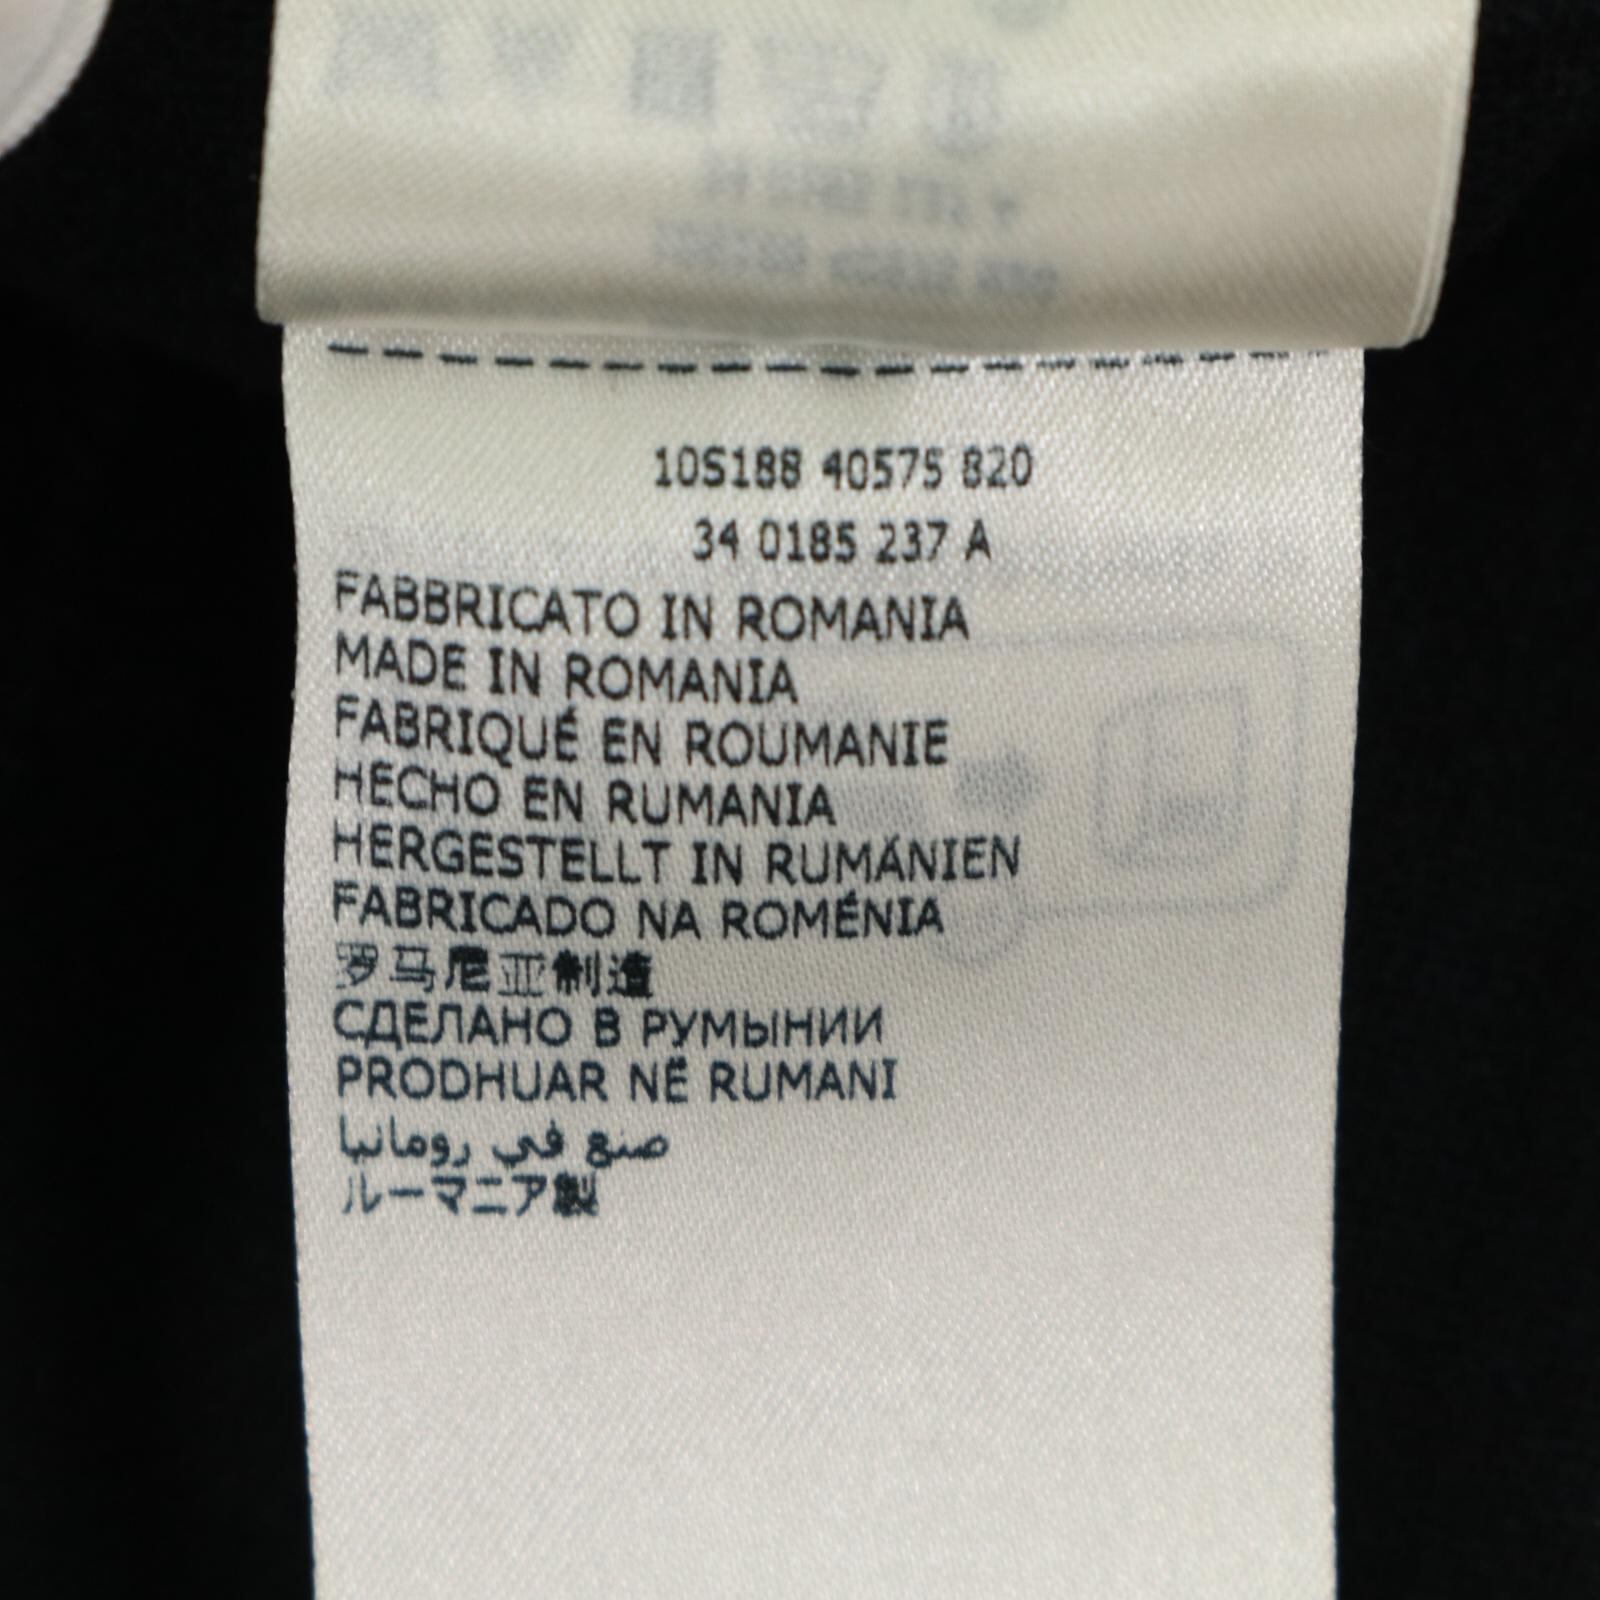 10S188 40575 820
34 0185 237 A
FABBRICATO IN ROMANIA
MADE IN ROMANIA
FABRIQUÉ EN ROUMANIE
HECHO EN RUMANIA
HERGESTELLT IN RUMÄNIEN
FABRICADO NA ROMÉNIA
罗马尼亚制造
СДЕЛАНО В РУМЫНИИ
PRODHUAR NË RUMANI
صنع في رومانيا
ルーマニア製